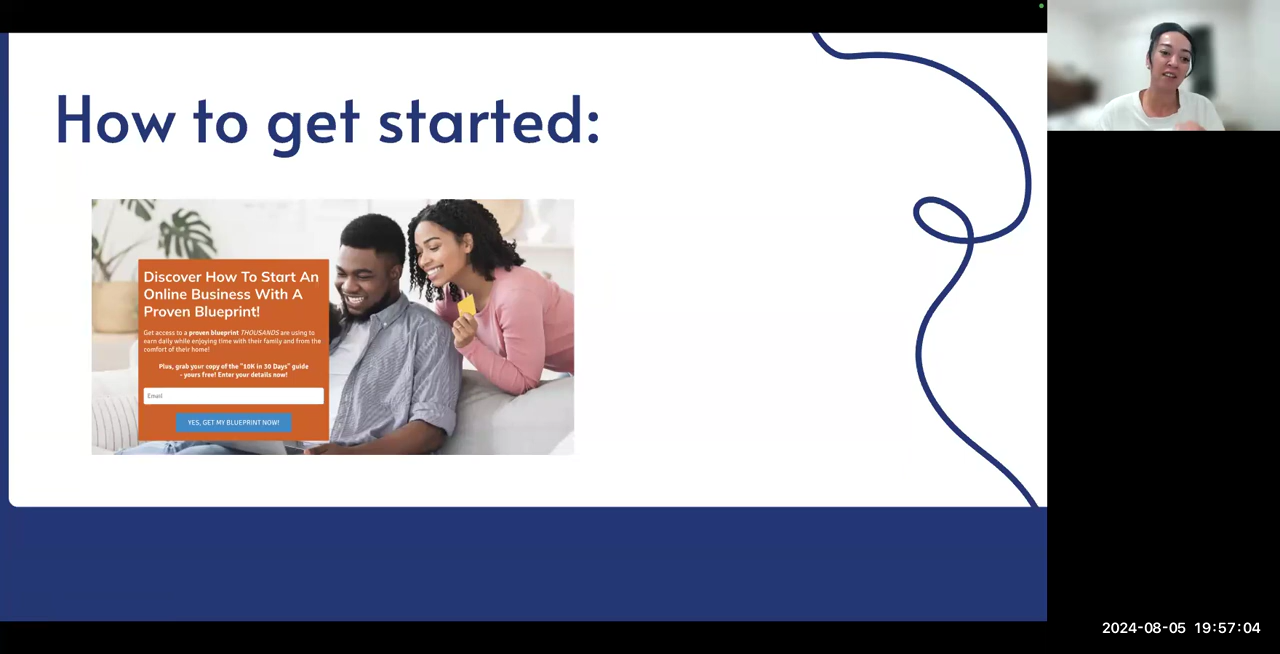 How to get started:
Discover How To Start An
Online Business With A
Proven Blueprint!
Get access to a proven blueprint THOUSANDS are using to
earn daily while enjoying time with their family and from the
comfort of their home!
Plus, grab your copy of the "10K in 30 Days" guide
- yours free! Enter your details now!
Email
YES, GET MY BLUEPRINT NOW!
2024-08-05 19:57:04